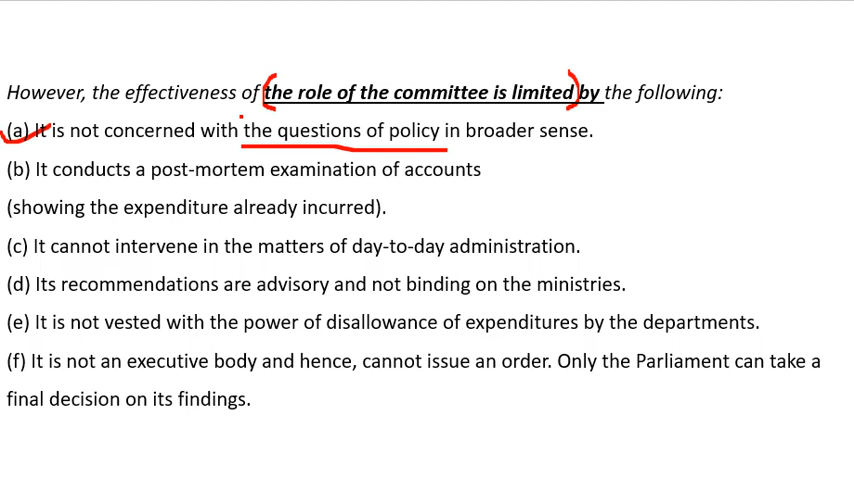 However, the effectiveness of the role of the committee is limited by the following:
(a) It is not concerned with the questions of policy in broader sense.
(b) It conducts a post-mortem examination of accounts
(showing the expenditure already incurred).
(c) It cannot intervene in the matters of day-to-day administration.
(d) Its recommendations are advisory and not binding on the ministries.
(e) It is not vested with the power of disallowance of expenditures by the departments.
(f) It is not an executive body and hence, cannot issue an order. Only the Parliament can take a
final decision on its findings.